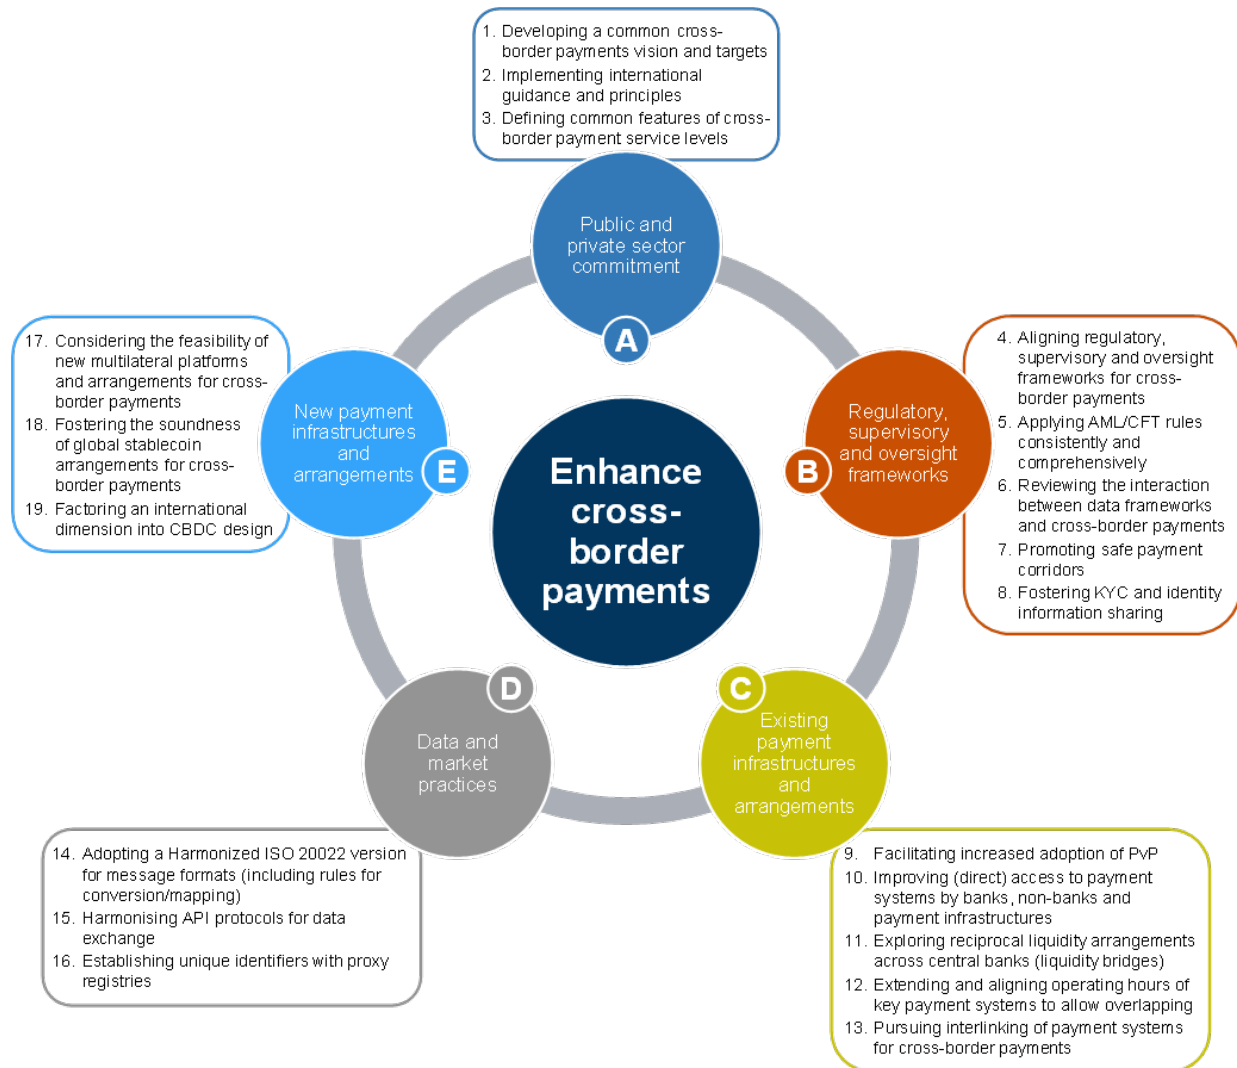 1. Developing a common cross-
border payments vision and targets
2. Implementing international
guidance and principles
3. Defining common features of cross-
border payment service levels
Public and
private sector
commitment
A
17. Considering the feasibility of
new multilateral platforms
and arrangements for cross-
border payments
18. Fostering the soundness
of global stablecoin
arrangements for cross-
border payments
19. Factoring an international
dimension into CBDC design
New payment
infrastructures
and
arrangements
E
Enhance
cross-
border
payments
Regulatory,
supervisory
and oversight
frameworks
B
4. Aligning regulatory,
supervisory and oversight
frameworks for cross-
border payments
5. Applying AML/CFT rules
consistently and
comprehensively
6. Reviewing the interaction
between data frameworks
and cross-border payments
7. Promoting safe payment
corridors
8. Fostering KYC and identity
information sharing
D
Data and
market
practices
C
Existing
payment
infrastructures
and
arrangements
14. Adopting a Harmonized ISO 20022 version
for message formats (including rules for
conversion/mapping)
15. Harmonising API protocols for data
exchange
16. Establishing unique identifiers with proxy
registries
9. Facilitating increased adoption of PvP
10. Improving (direct) access to payment
systems by banks, non-banks and
payment infrastructures
11. Exploring reciprocal liquidity arrangements
across central banks (liquidity bridges)
12. Extending and aligning operating hours of
key payment systems to allow overlapping
13. Pursuing interlinking of payment systems
for cross-border payments